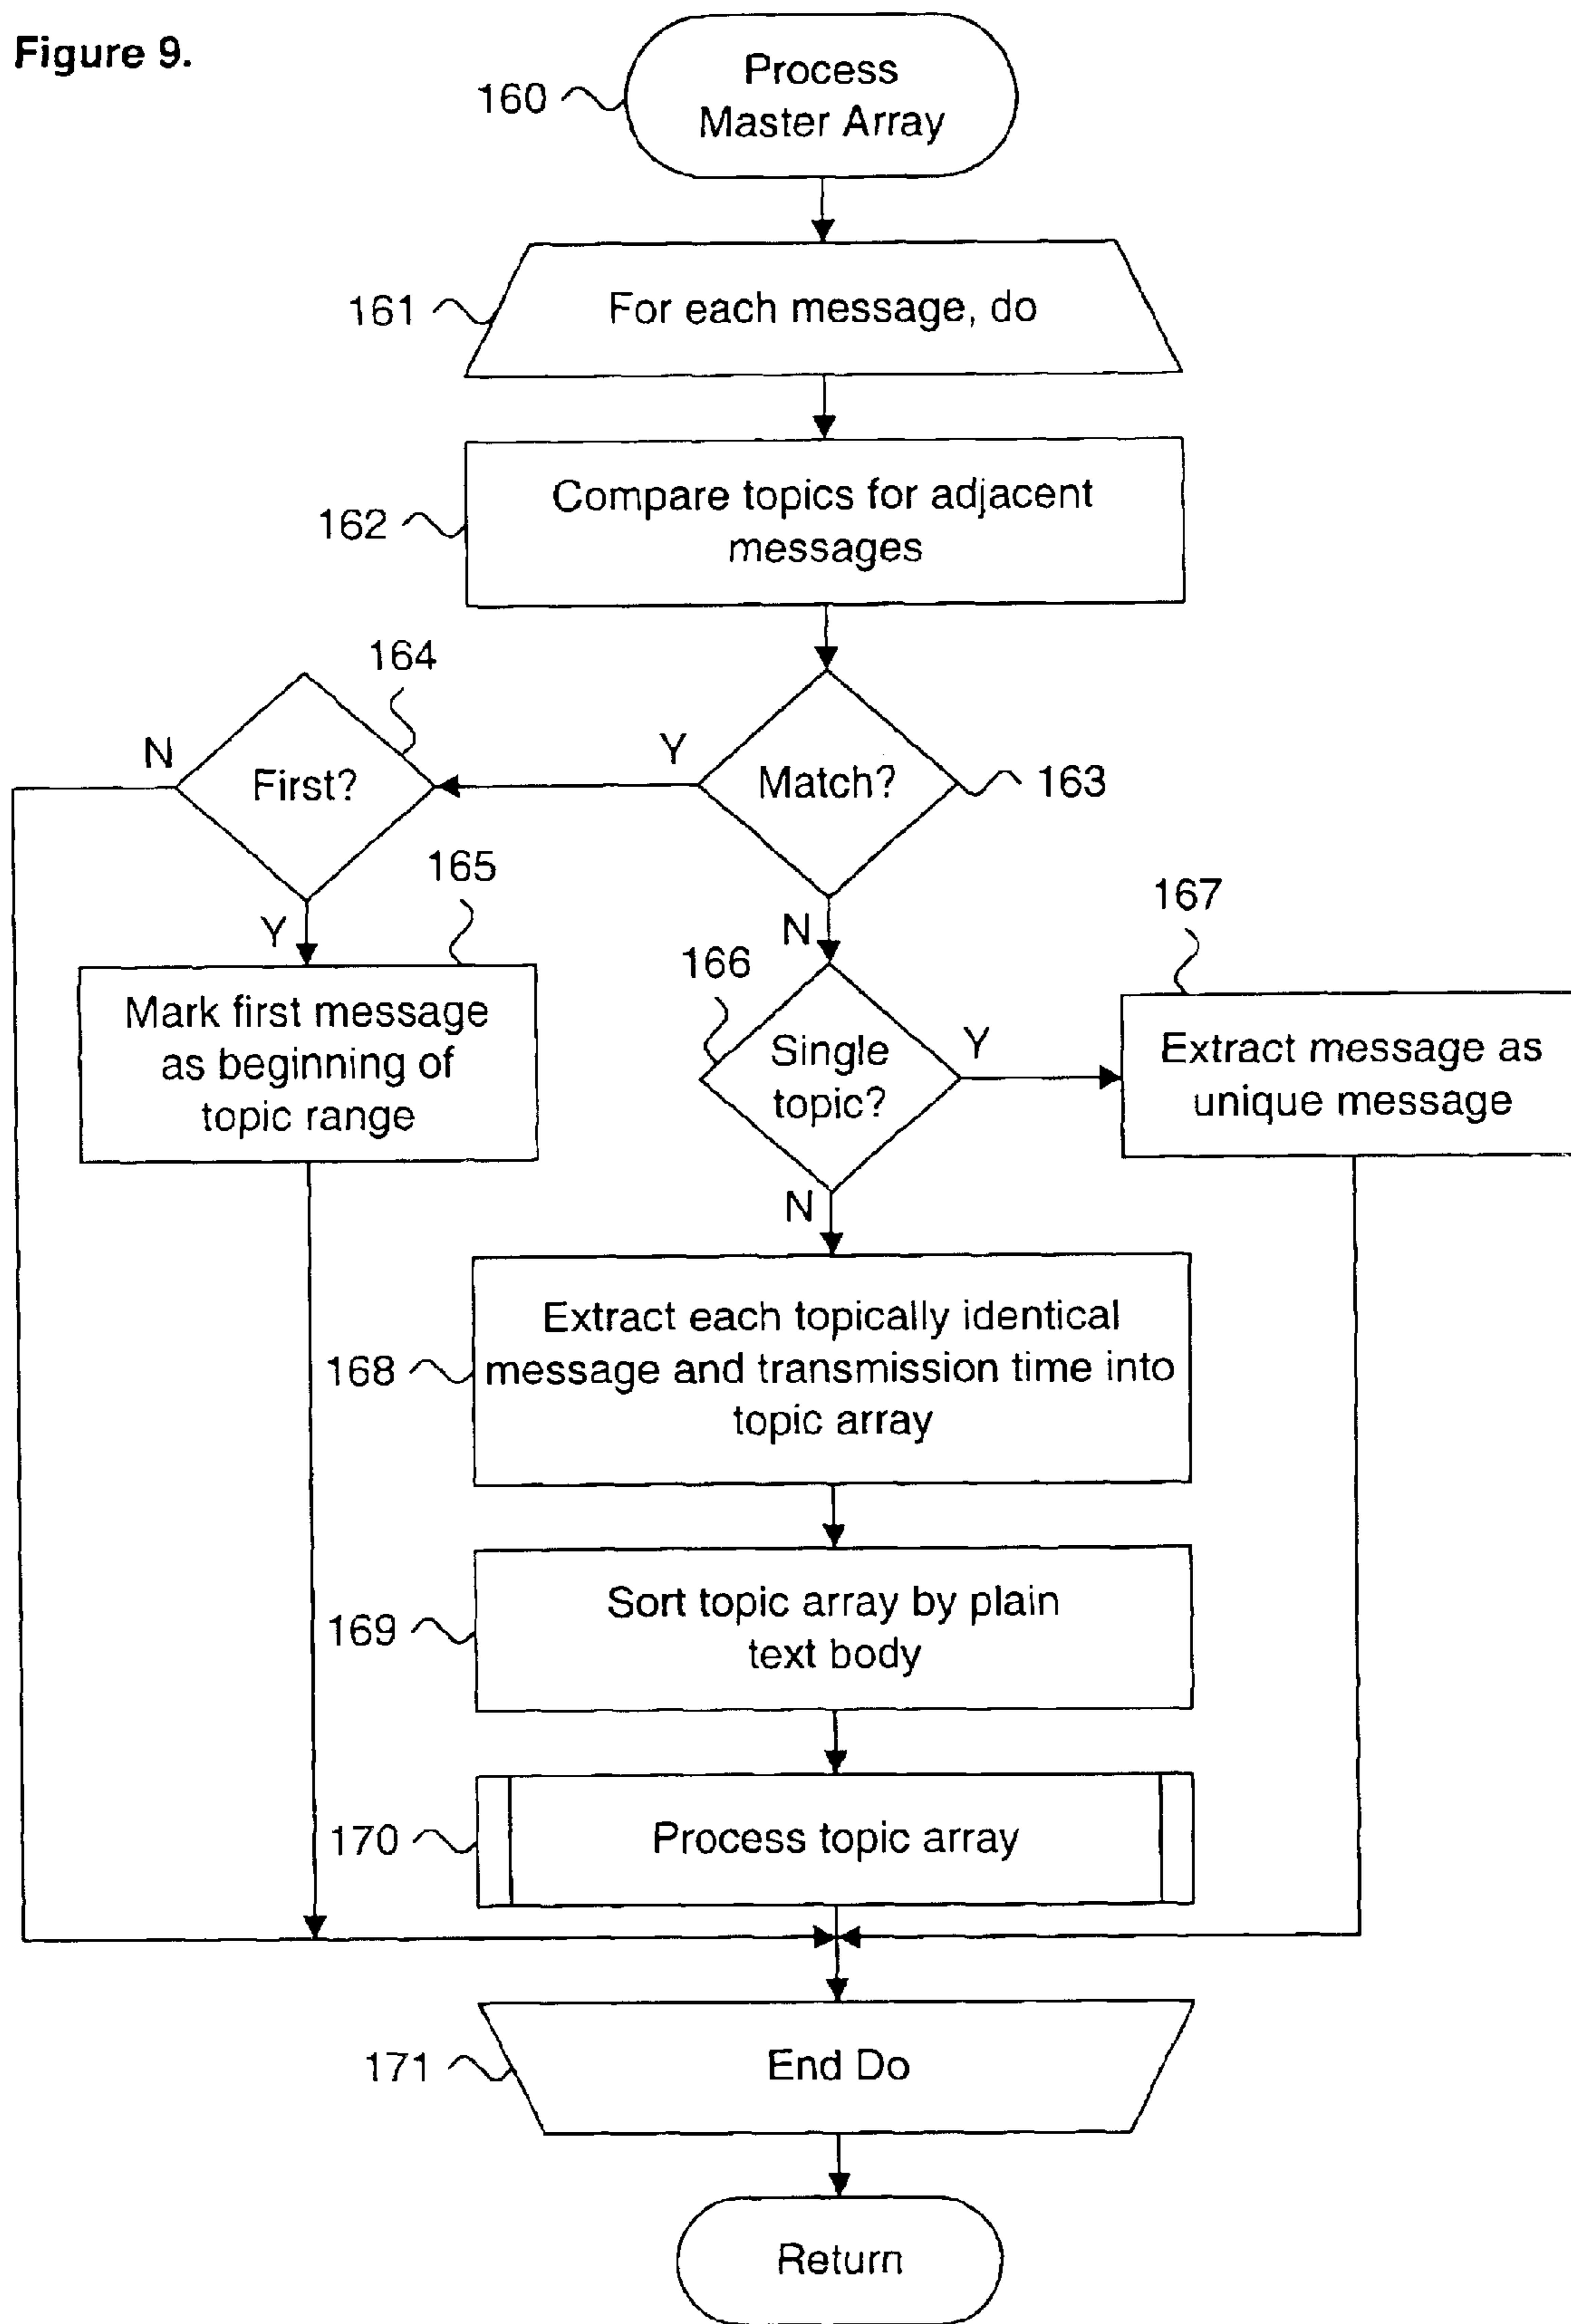 Figure 9.
Process
Master Array
160
161
For each message, do
162
Compare topics for adjacent
messages
164
N
First?
Y
Match?
163
165
Y
Mark first message
as beginning of
topic range
N
166
Single
topic?
Y
167
Extract message as
unique message
N
168
Extract each topically identical
message and transmission time into
topic array
169
Sort topic array by plain
text body
170
Process topic array
171
End Do
Return